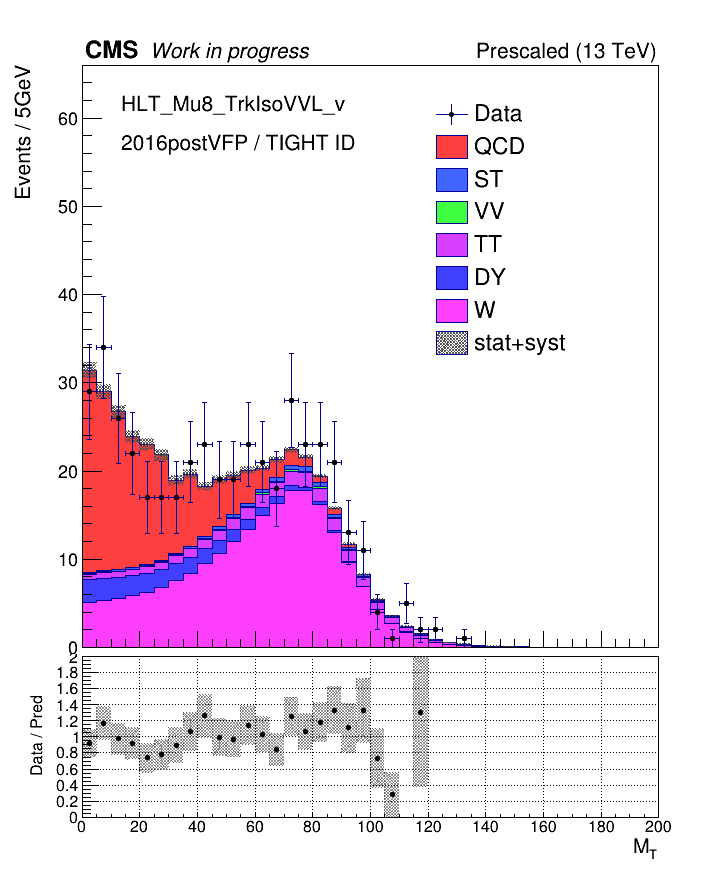 CMS Work in progress Prescaled (13 TeV)
Events / 5GeV
HLT_Mu8_TrkIsoVVL_v
2016postVFP / TIGHT ID
Data
QCD
ST
VV
TT
DY
W
stat+syst
60
50
40
30
20
10
0
Data / Pred
2
1.8
1.6
1.4
1.2
1
0.8
0.6
0.4
0.2
0
0 20 40 60 80 100 120 140 160 180 200
M_T